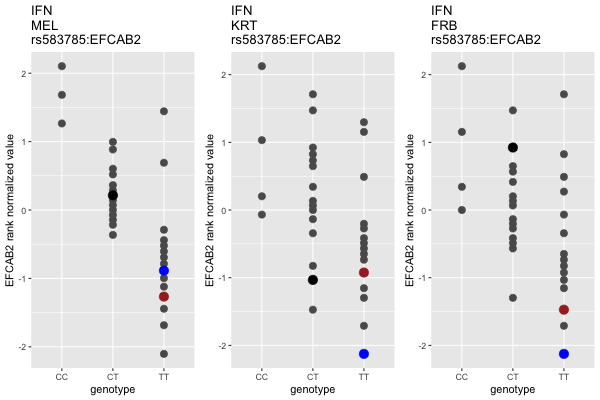 IFN
MEL
rs583785:EFCAB2
EFCAB2 rank normalized value
2
1
0
-1
-2
CC CT TT
genotype
IFN
KRT
rs583785:EFCAB2
EFCAB2 rank normalized value
2
1
0
-1
-2
CC CT TT
genotype
IFN
FRB
rs583785:EFCAB2
EFCAB2 rank normalized value
2
1
0
-1
-2
CC CT TT
genotype